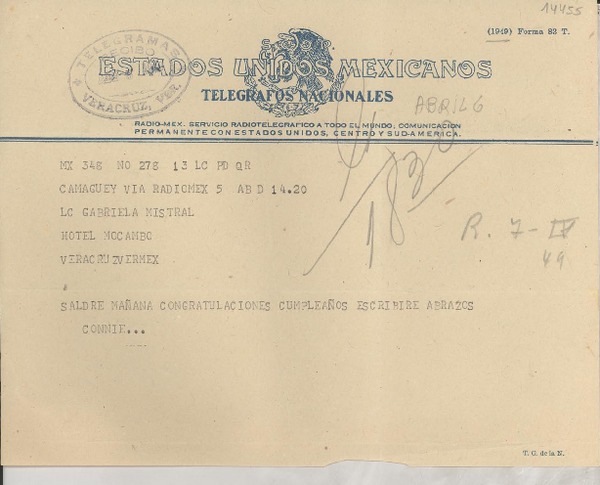 14455
(1949) Forma 82 T.
TELEGRAMAS
RECIBO
VERACRUZ, VER.
ESTADOS UNIDOS MEXICANOS
TELEGRAFOS NACIONALES
ABRIL 6
RADIO-MEX. SERVICIO RADIOTELEGRAFICO A TODO EL MUNDO, COMUNICACION
PERMANENTE CON ESTADOS UNIDOS, CENTRO Y SUD-AMERICA.
MX 348 NO 278 13 LC PD QR
CAMAGUEY VIA RADIOMEX 5 AB D 14.20
LC GABRIELA MISTRAL
HOTEL MOCAMBO
VERACRUZVERMEX
1830
R. 7-IV
49
SALDRE MAÑANA CONGRATULACIONES CUMPLEAÑOS ESCRIBIRE ABRAZOS
CONNIE...
T. G. de la N.